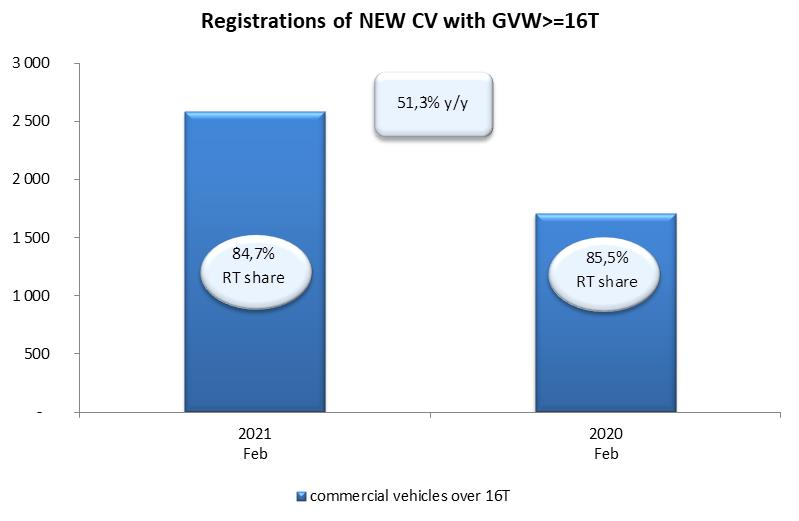 Registrations of NEW CV with GVW>=16T
3 000
2 500
2 000
1 500
1 000
500
-
51,3% y/y
84,7%
RT share
85,5%
RT share
2021
Feb
2020
Feb
commercial vehicles over 16T